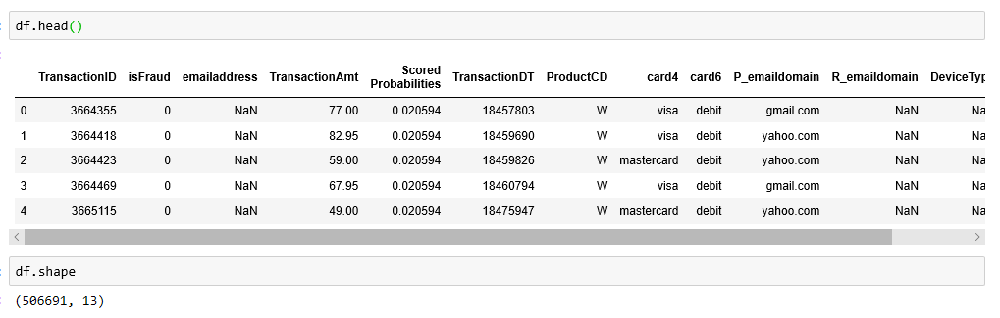 df.head()
TransactionID isFraud emailaddress TransactionAmt Scored Probabilities TransactionDT ProductCD card4 card6 P_emaildomain R_emaildomain DeviceTyp
0 3664355 0 NaN 77.00 0.020594 18457803 W visa debit gmail.com NaN Na
1 3664418 0 NaN 82.95 0.020594 18459690 W visa debit yahoo.com NaN Na
2 3664423 0 NaN 59.00 0.020594 18459826 W mastercard debit yahoo.com NaN Na
3 3664469 0 NaN 67.95 0.020594 18460794 W visa debit gmail.com NaN Na
4 3665115 0 NaN 49.00 0.020594 18475947 W mastercard debit yahoo.com NaN Na
df.shape
(506691, 13)